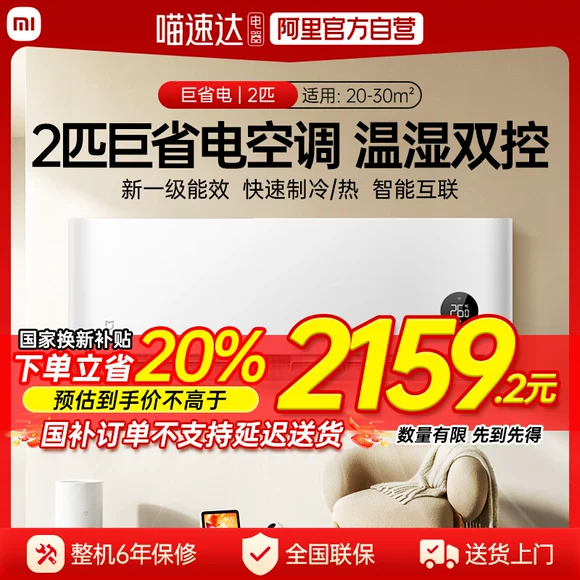 mi 喵速达电器 阿里官方自营
巨省电 | 2匹 适用: 20-30m²
2匹巨省电空调 温湿双控
新一级能效 快速制冷/热 智能互联
26
国家换新补贴
下单立省20%
预估到手价不高于
2159.2元
国补订单不支持延迟送货
数量有限 先到先得
整机6年保修 全国联保 送货上门